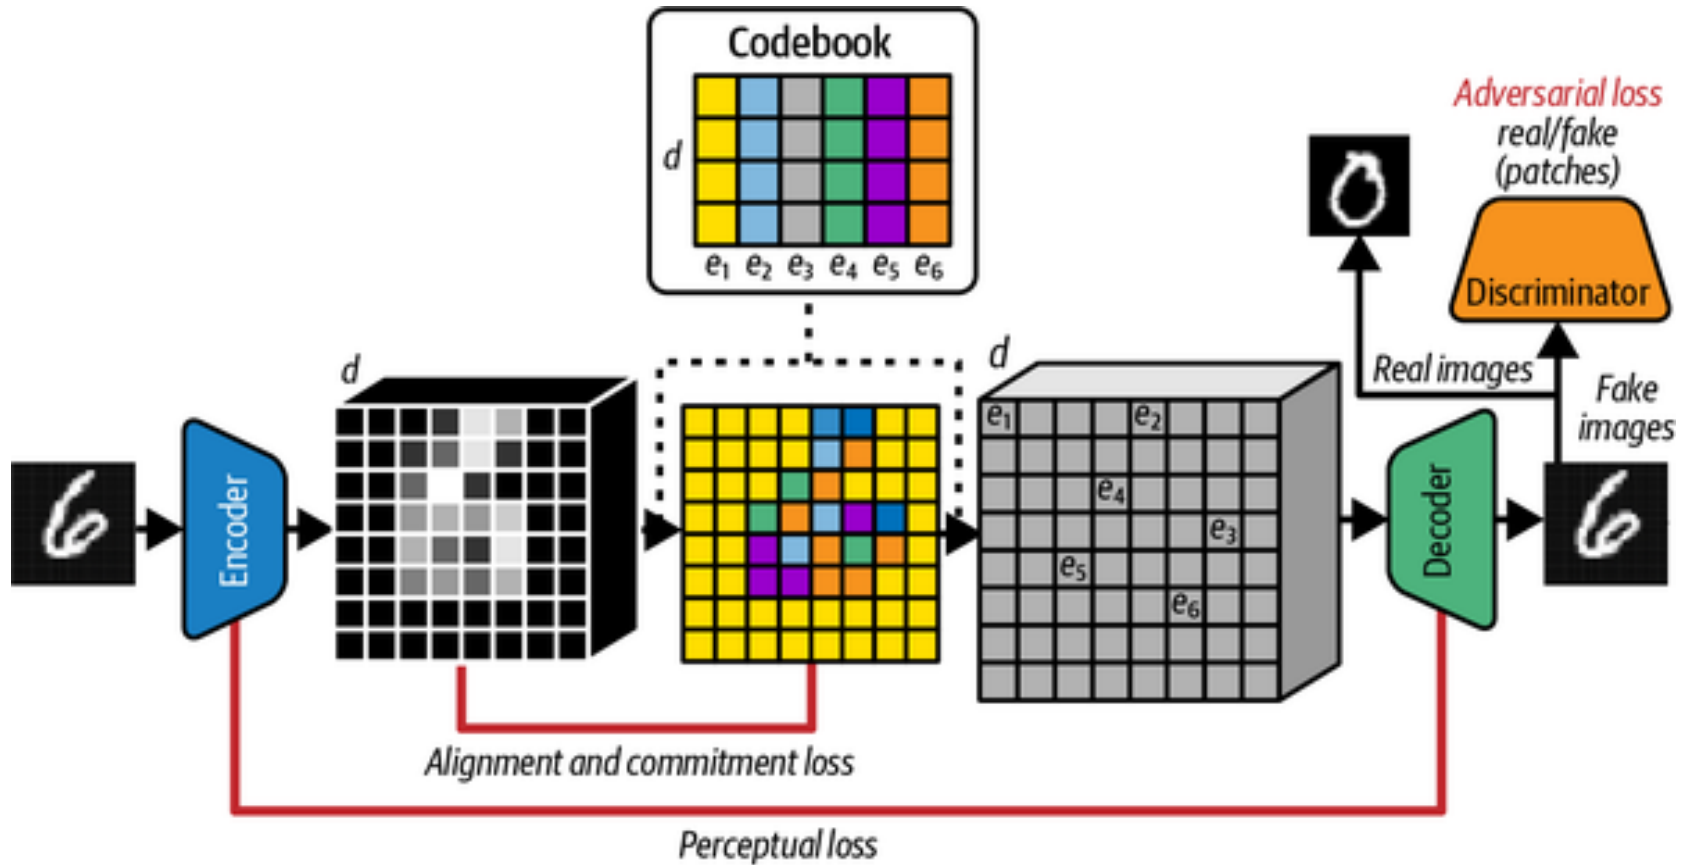 Codebook
d
e1 e2 e3 e4 e5 e6
Adversarial loss
real/fake
(patches)
Discriminator
Real images
Fake
images
d
d
e1
e2
e4
e3
e5
e6
Encoder
Decoder
Alignment and commitment loss
Perceptual loss